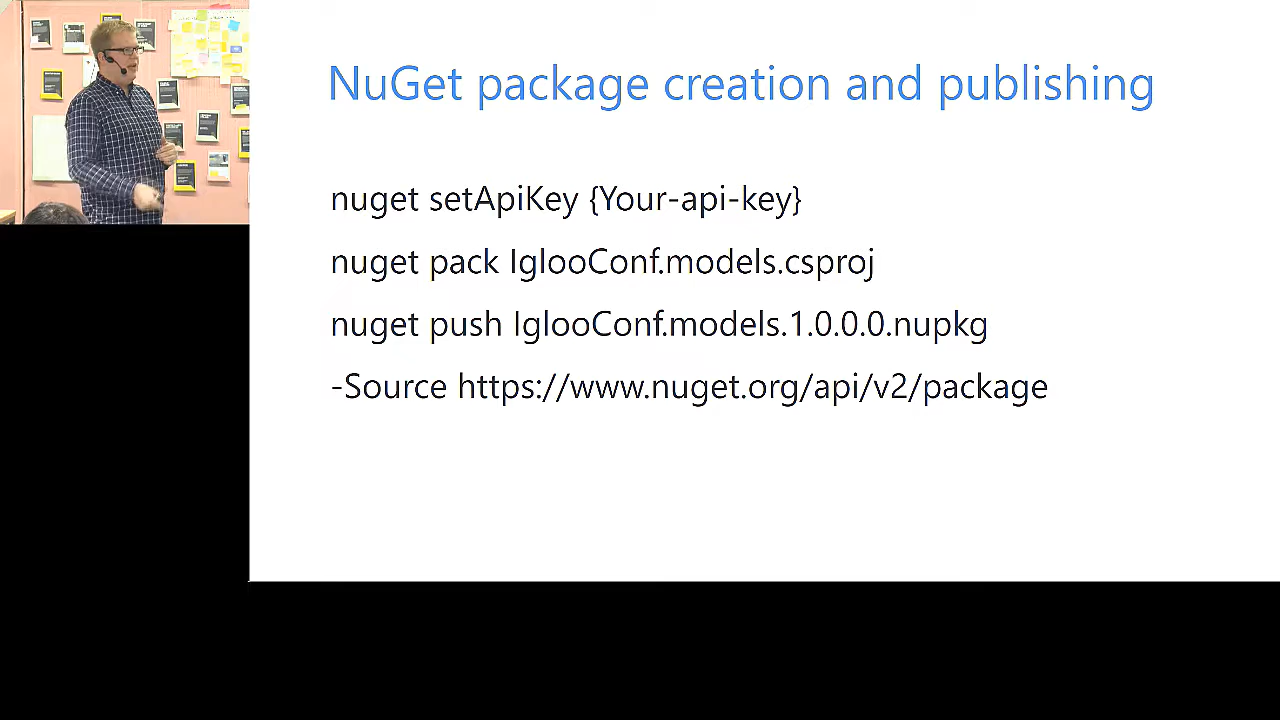 NuGet package creation and publishing
nuget setApiKey {Your-api-key}
nuget pack IglooConf.models.csproj
nuget push IglooConf.models.1.0.0.0.nupkg
-Source https://www.nuget.org/api/v2/package